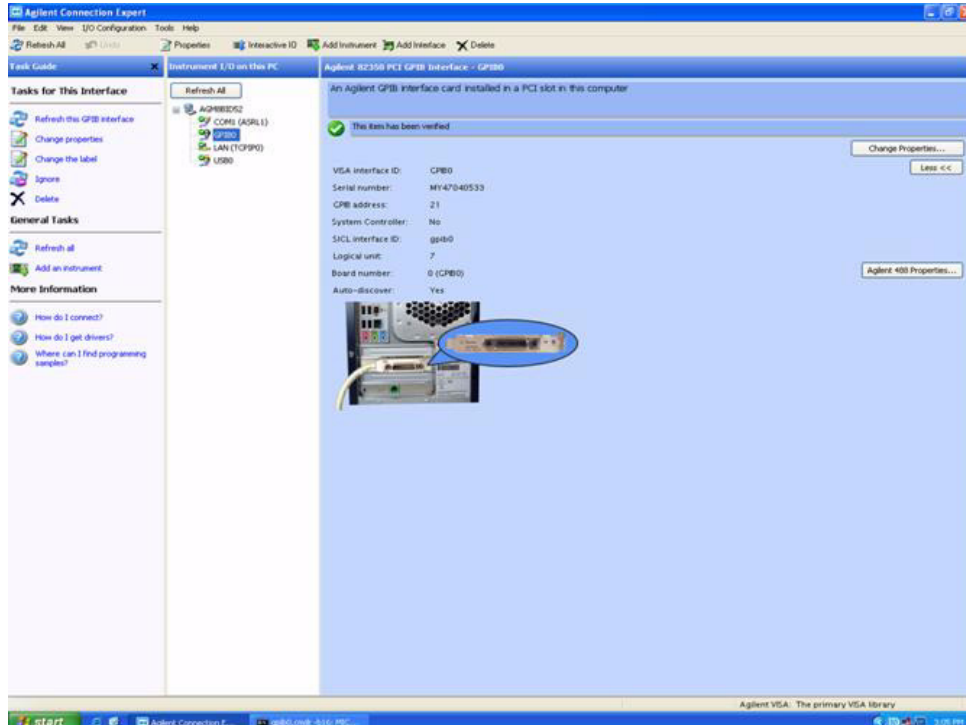 Agilent Connection Expert
File Edit View I/O Configuration Tools Help
Refresh All Undo Properties Interactive IO Add Instrument Add Interface Delete
Task Guide
Tasks for This Interface
Refresh this GPIB interface
Change properties
Change the label
Ignore
Delete
General Tasks
Refresh all
Add an instrument
More Information
How do I connect?
How do I get drivers?
Where can I find programming
samples?
Instrument I/O on this PC
Refresh All
COM1 (ASRL1)
GPIB0
LAN (TCPIP0)
USB0
Agilent 82350 PCI GPIB Interface - GPIB0
An Agilent GPIB interface card installed in a PCI slot in this computer
This item has been verified
Change Properties...
Less <<
VISA interface ID: GPIB0
Serial number: MY47040533
GPIB address: 21
System Controller: No
SICL interface ID: gpib0
Logical unit: 7
Board number: 0 (GPIB0)
Agilent 488 Properties...
Auto-discover: Yes
Agilent VISA: The primary VISA library
start
Agilent Connection E...
3:05 PM